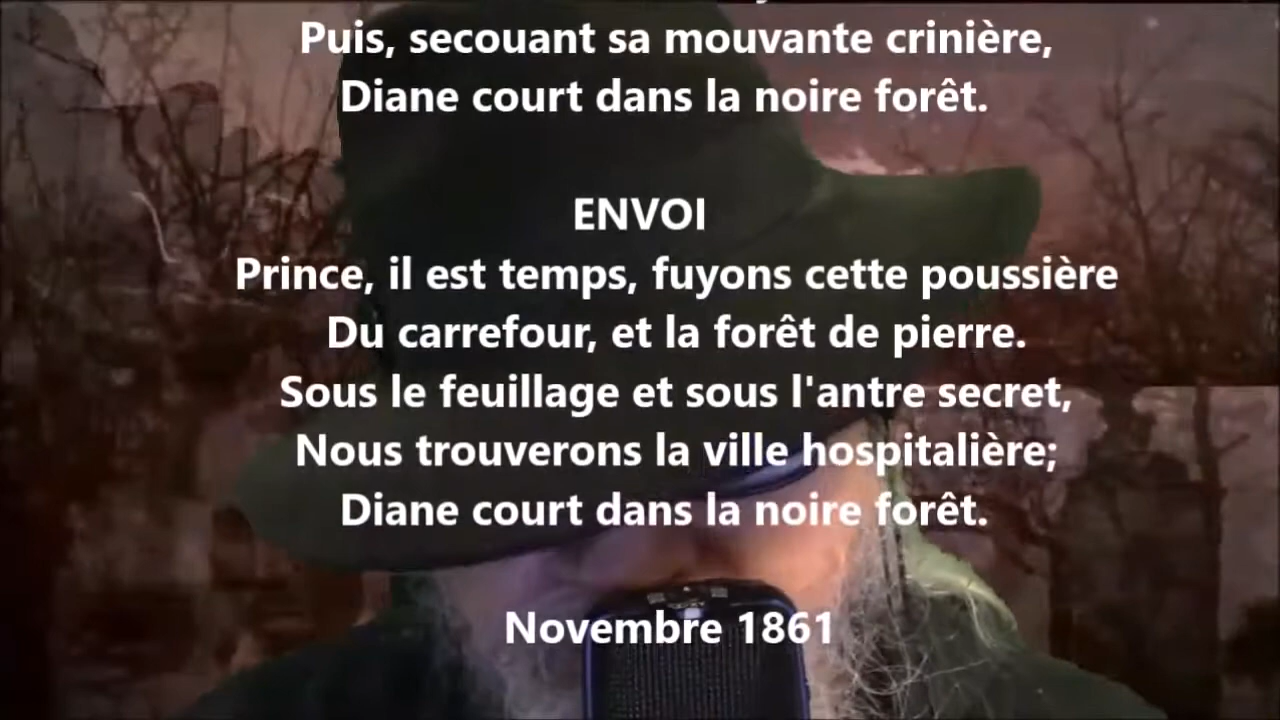 Puis, secouant sa mouvante crinière,
Diane court dans la noire forêt.
ENVOI
Prince, il est temps, fuyons cette poussière
Du carrefour, et la forêt de pierre.
Sous le feuillage et sous l'antre secret,
Nous trouverons la ville hospitalière;
Diane court dans la noire forêt.
Novembre 1861